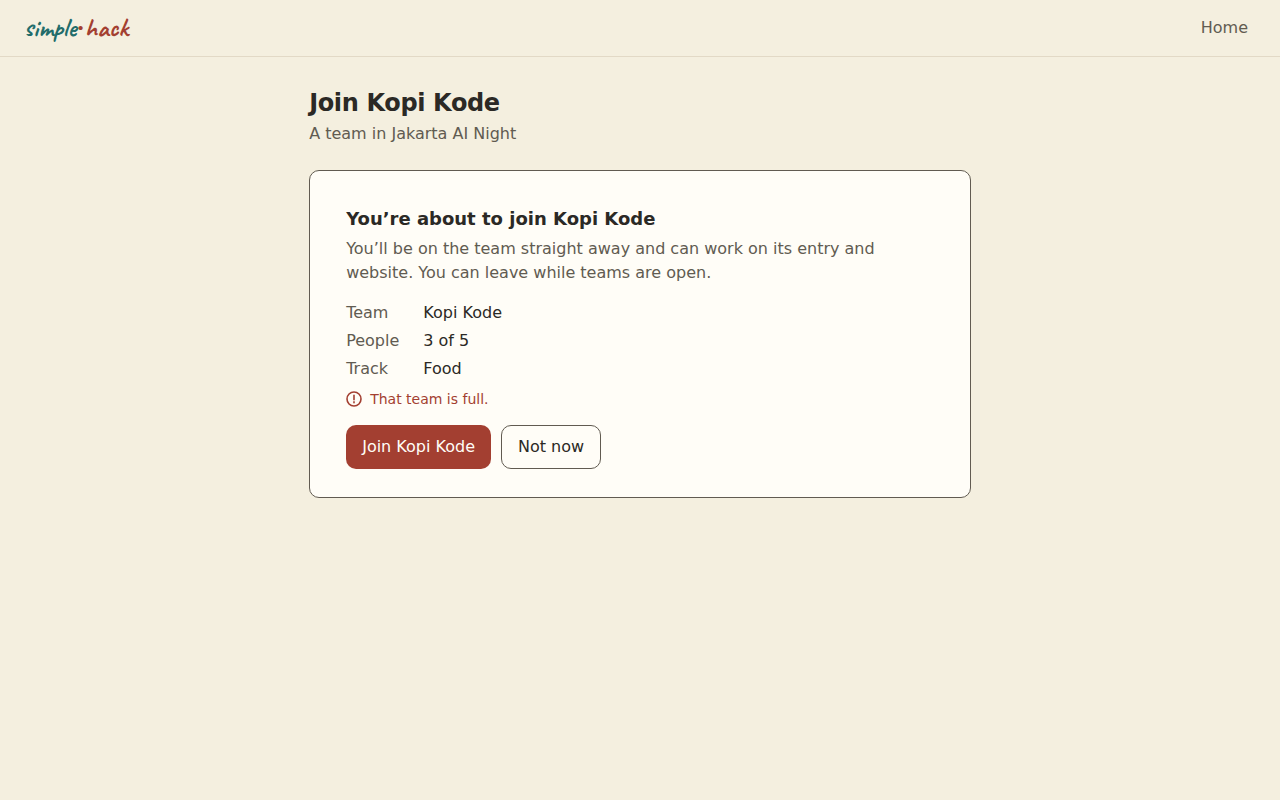 simple·hack
Home
Join Kopi Kode
A team in Jakarta AI Night
You’re about to join Kopi Kode
You’ll be on the team straight away and can work on its entry and
website. You can leave while teams are open.
Team Kopi Kode
People 3 of 5
Track Food
That team is full.
Join Kopi Kode
Not now